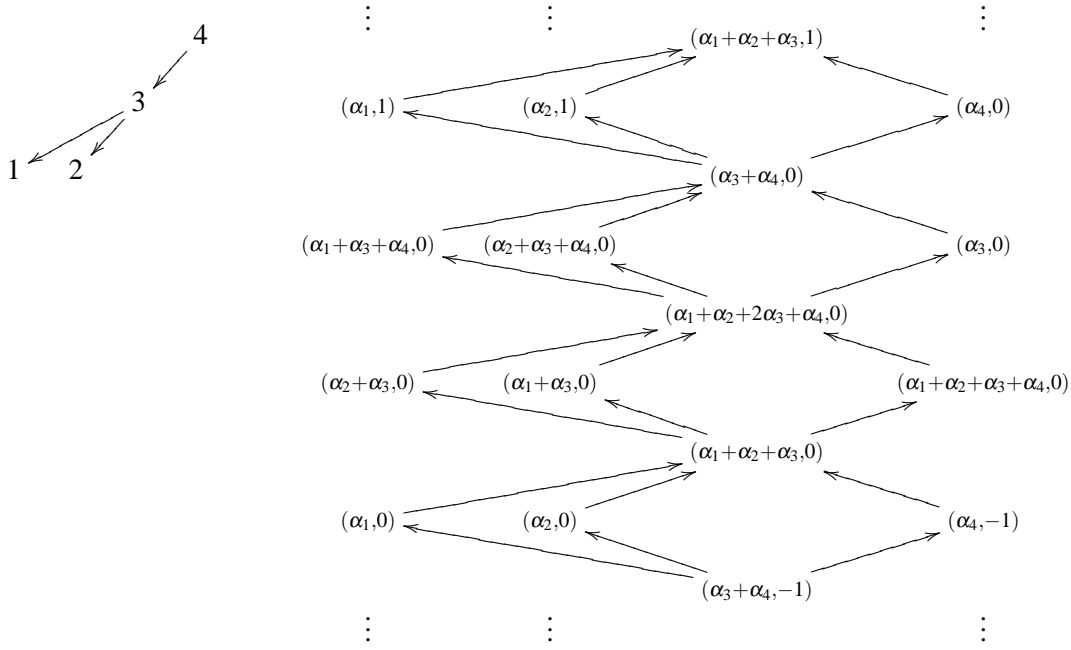 4
3
1 2
⋮ ⋮ ⋮
(α₁+α₂+α₃,1)
(α₁,1) (α₂,1) (α₄,0)
(α₃+α₄,0)
(α₁+α₃+α₄,0) (α₂+α₃+α₄,0) (α₃,0)
(α₁+α₂+2α₃+α₄,0)
(α₂+α₃,0) (α₁+α₃,0) (α₁+α₂+α₃+α₄,0)
(α₁+α₂+α₃,0)
(α₁,0) (α₂,0) (α₄,−1)
(α₃+α₄,−1)
⋮ ⋮ ⋮